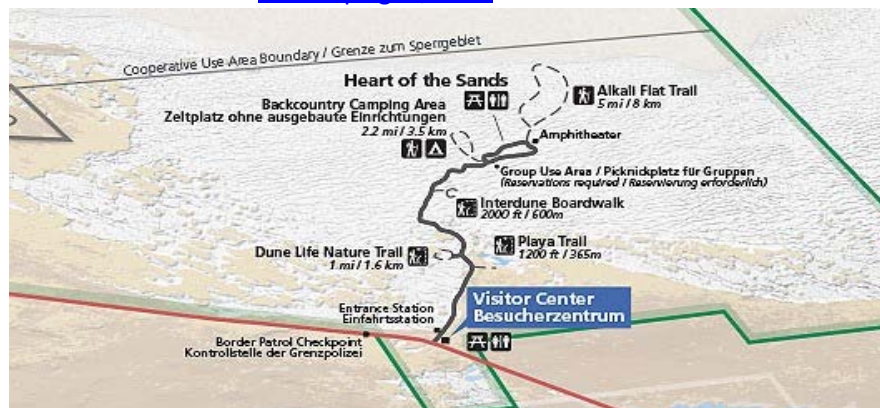 Cooperative Use Area Boundary / Grenze zum Sperrgebiet
Heart of the Sands
Alkali Flat Trail
5 mi / 8 km
Backcountry Camping Area
Zeltplatz ohne ausgebaute Einrichtungen
2.2 mi / 3.5 km
Amphitheater
Group Use Area / Picknickplatz für Gruppen
(Reservations required / Reservierung erforderlich)
Interdune Boardwalk
2000 ft / 600m
Playa Trail
1200 ft / 365m
Dune Life Nature Trail
1 mi / 1.6 km
Visitor Center
Besucherzentrum
Entrance Station
Einfahrtsstation
Border Patrol Checkpoint
Kontrollstelle der Grenzpolizei